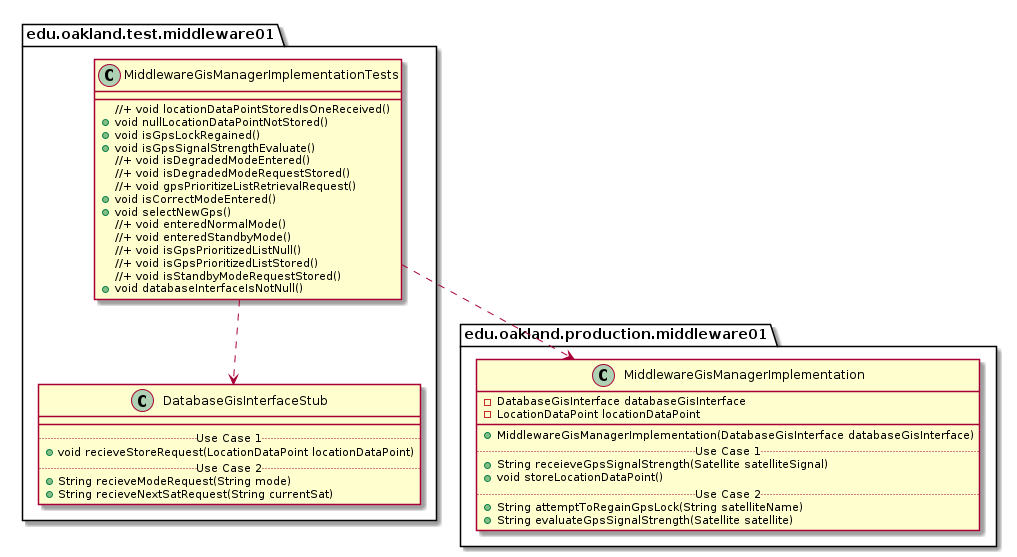 edu.oakland.test.middleware01
C MiddlewareGisManagerImplementationTests
//+ void locationDataPointStoredIsOneReceived()
void nullLocationDataPointNotStored()
void isGpsLockRegained()
void isGpsSignalStrengthEvaluate()
//+ void isDegradedModeEntered()
//+ void isDegradedModeRequestStored()
//+ void gpsPrioritizeListRetrievalRequest()
void isCorrectModeEntered()
void selectNewGps()
//+ void enteredNormalMode()
//+ void enteredStandbyMode()
//+ void isGpsPrioritizedListNull()
//+ void isGpsPrioritizedListStored()
//+ void isStandbyModeRequestStored()
void databaseInterfaceIsNotNull()
C DatabaseGisInterfaceStub
Use Case 1
void recieveStoreRequest(LocationDataPoint locationDataPoint)
Use Case 2
String recieveModeRequest(String mode)
String recieveNextSatRequest(String currentSat)
edu.oakland.production.middleware01
C MiddlewareGisManagerImplementation
DatabaseGisInterface databaseGisInterface
LocationDataPoint locationDataPoint
MiddlewareGisManagerImplementation(DatabaseGisInterface databaseGisInterface)
Use Case 1
String receieveGpsSignalStrength(Satellite satelliteSignal)
void storeLocationDataPoint()
Use Case 2
String attemptToRegainGpsLock(String satelliteName)
String evaluateGpsSignalStrength(Satellite satellite)